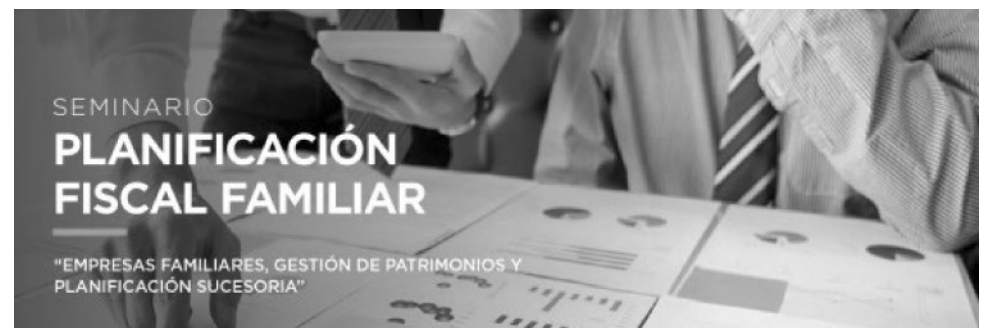 SEMINARIO
PLANIFICACIÓN
FISCAL FAMILIAR
"EMPRESAS FAMILIARES, GESTIÓN DE PATRIMONIOS Y
PLANIFICACIÓN SUCESORIA"